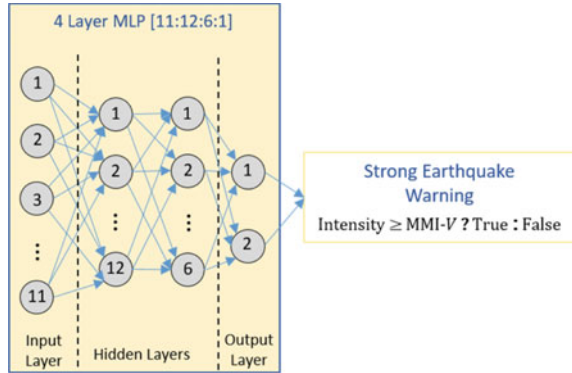 4 Layer MLP [11:12:6:1]
1
2
3
⋮
11
1
2
⋮
12
1
2
⋮
6
1
2
Input
Layer
Hidden Layers
Output
Layer
Strong Earthquake
Warning
Intensity ≥ MMI-V ? True : False